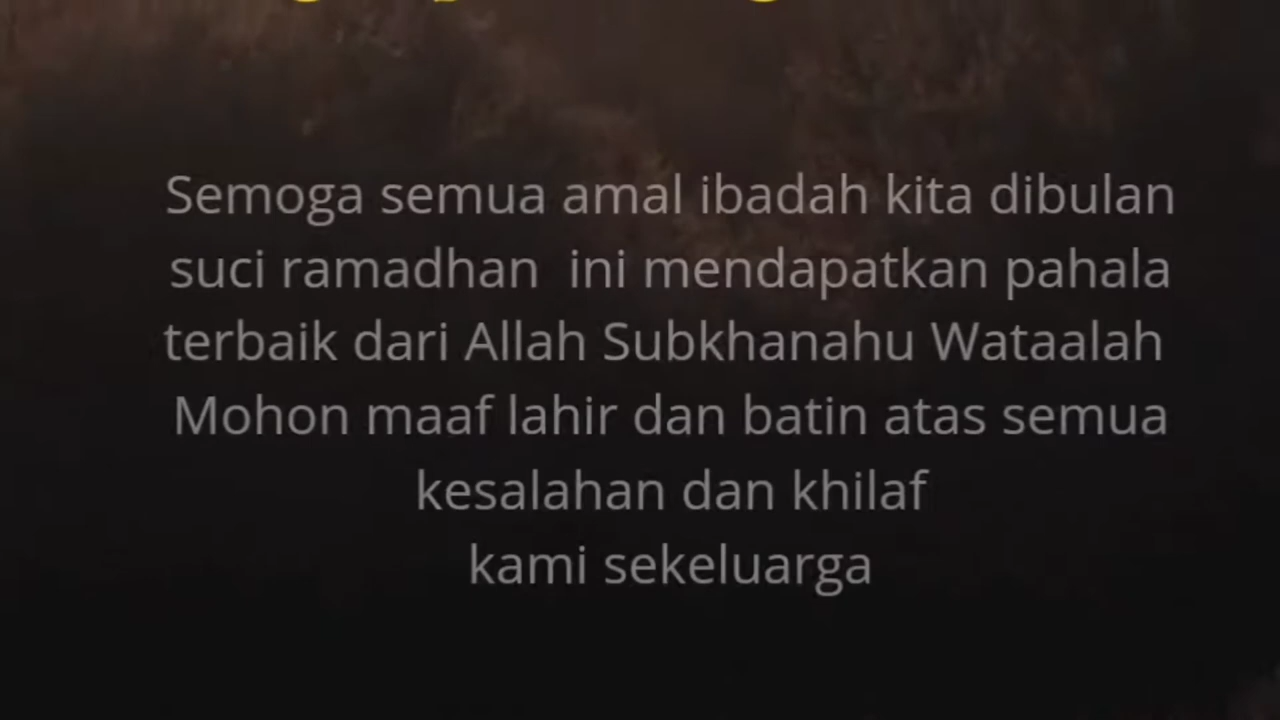 Semoga semua amal ibadah kita dibulan
suci ramadhan  ini mendapatkan pahala
terbaik dari Allah Subkhanahu Wataalah
Mohon maaf lahir dan batin atas semua
kesalahan dan khilaf
kami sekeluarga